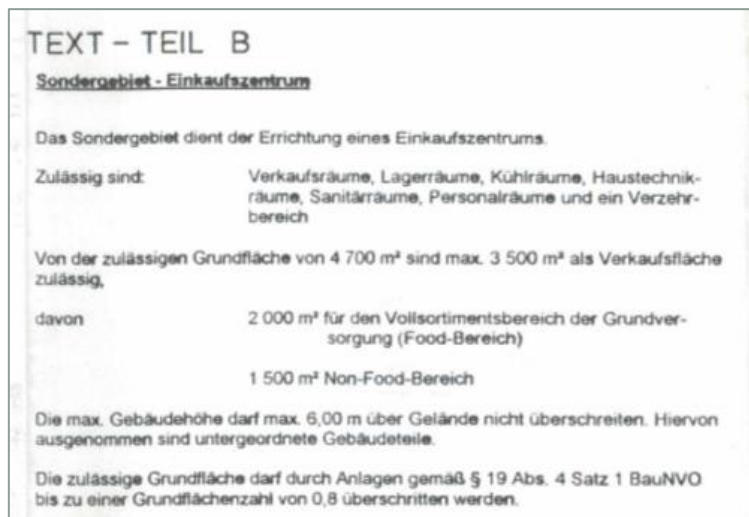 TEXT – TEIL B
Sondergebiet - Einkaufszentrum
Das Sondergebiet dient der Errichtung eines Einkaufszentrums.
Zulässig sind: Verkaufsräume, Lagerräume, Kühlräume, Haustechnik-
räume, Sanitärräume, Personalräume und ein Verzehr-
bereich
Von der zulässigen Grundfläche von 4 700 m² sind max. 3 500 m² als Verkaufsfläche
zulässig,
davon 2 000 m² für den Vollsortimentsbereich der Grundver-
sorgung (Food-Bereich)
1 500 m² Non-Food-Bereich
Die max. Gebäudehöhe darf max. 6,00 m über Gelände nicht überschreiten. Hiervon
ausgenommen sind untergeordnete Gebäudeteile.
Die zulässige Grundfläche darf durch Anlagen gemäß § 19 Abs. 4 Satz 1 BauNVO
bis zu einer Grundflächenzahl von 0,8 überschritten werden.